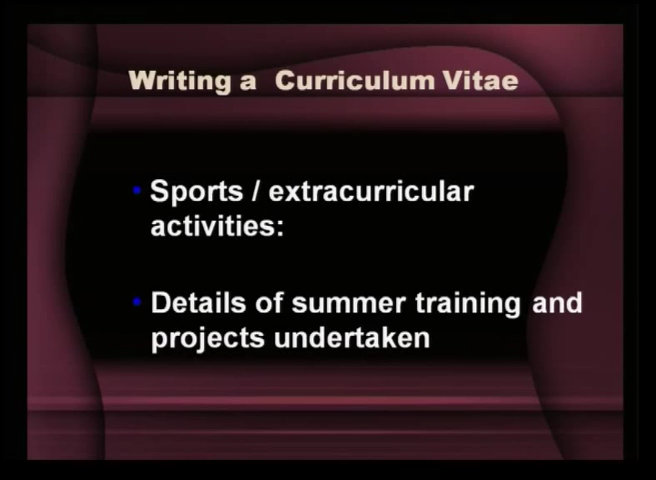 Writing a Curriculum Vitae
• Sports / extracurricular
activities:
• Details of summer training and
projects undertaken